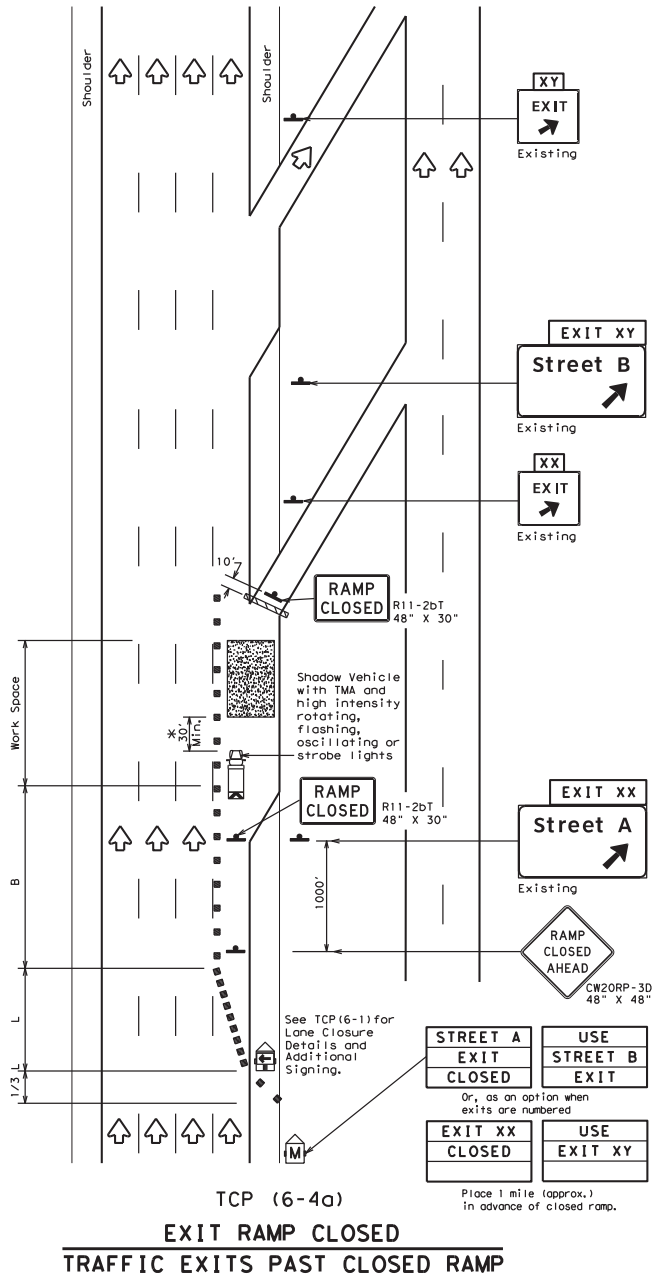 Shoulder
Shoulder
XY
EXIT
Existing
EXIT XY
Street B
Existing
XX
EXIT
Existing
10'
RAMP
CLOSED
R11-2bT
48" X 30"
Work Space
*
30'
Min.
Shadow Vehicle
with TMA and
high intensity
rotating,
flashing,
oscillating or
strobe lights
RAMP
CLOSED
R11-2bT
48" X 30"
EXIT XX
Street A
Existing
B
1000'
RAMP
CLOSED
AHEAD
CW20RP-3D
48" X 48"
L
1/3 L
See TCP(6-1)for
Lane Closure
Details and
Additional
Signing.
STREET A
EXIT
CLOSED
USE
STREET B
EXIT
Or, as an option when
exits are numbered
EXIT XX
CLOSED
USE
EXIT XY
M
Place 1 mile (approx.)
in advance of closed ramp.
TCP (6-4a)
EXIT RAMP CLOSED
TRAFFIC EXITS PAST CLOSED RAMP